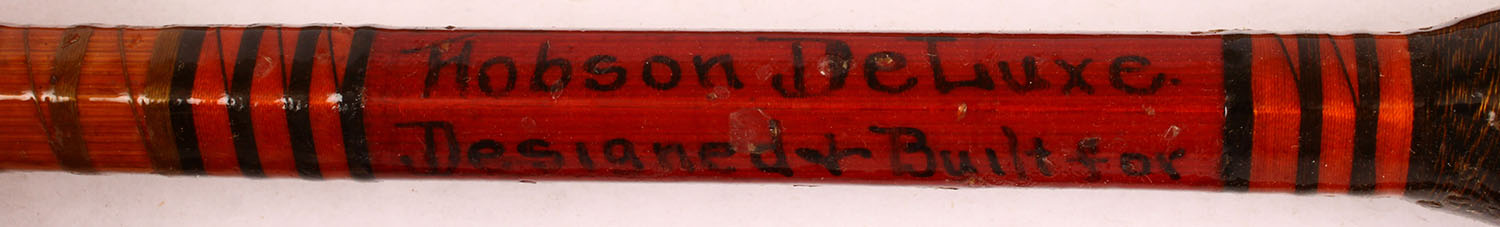 Hobson DeLuxe.
Designed & Built for